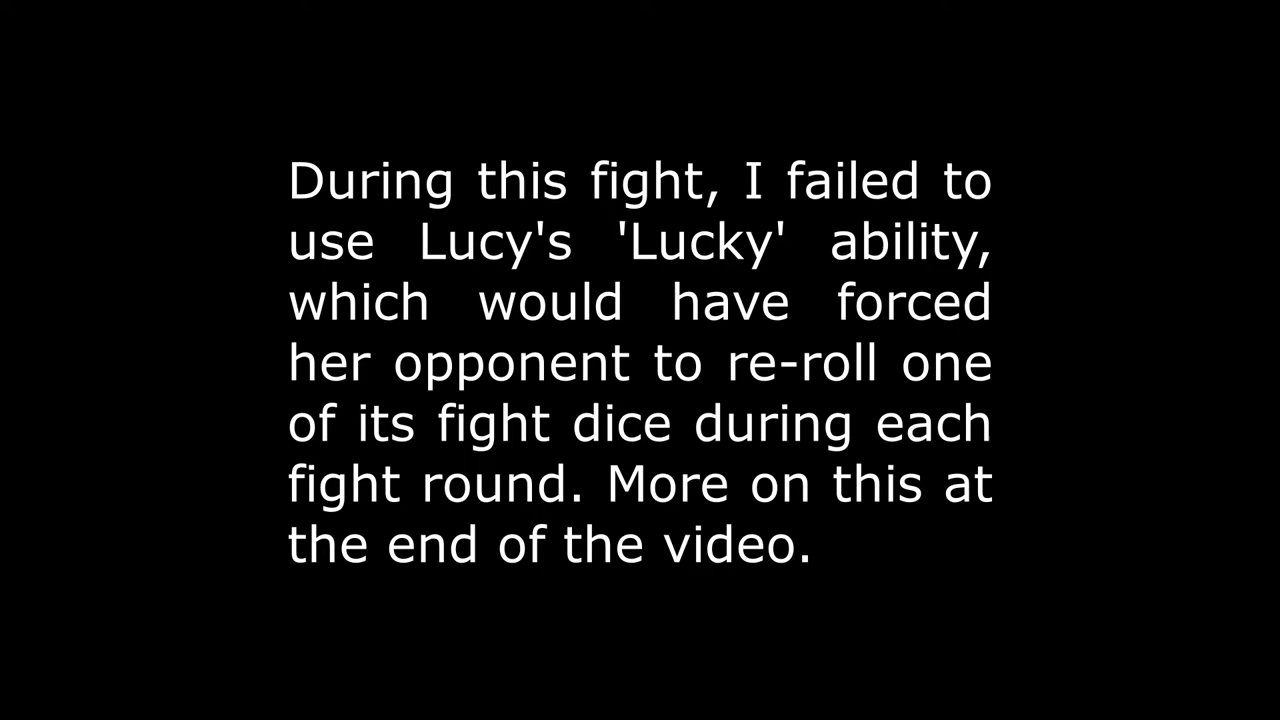 During this fight, I failed to
use Lucy's 'Lucky' ability,
which would have forced
her opponent to re-roll one
of its fight dice during each
fight round. More on this at
the end of the video.